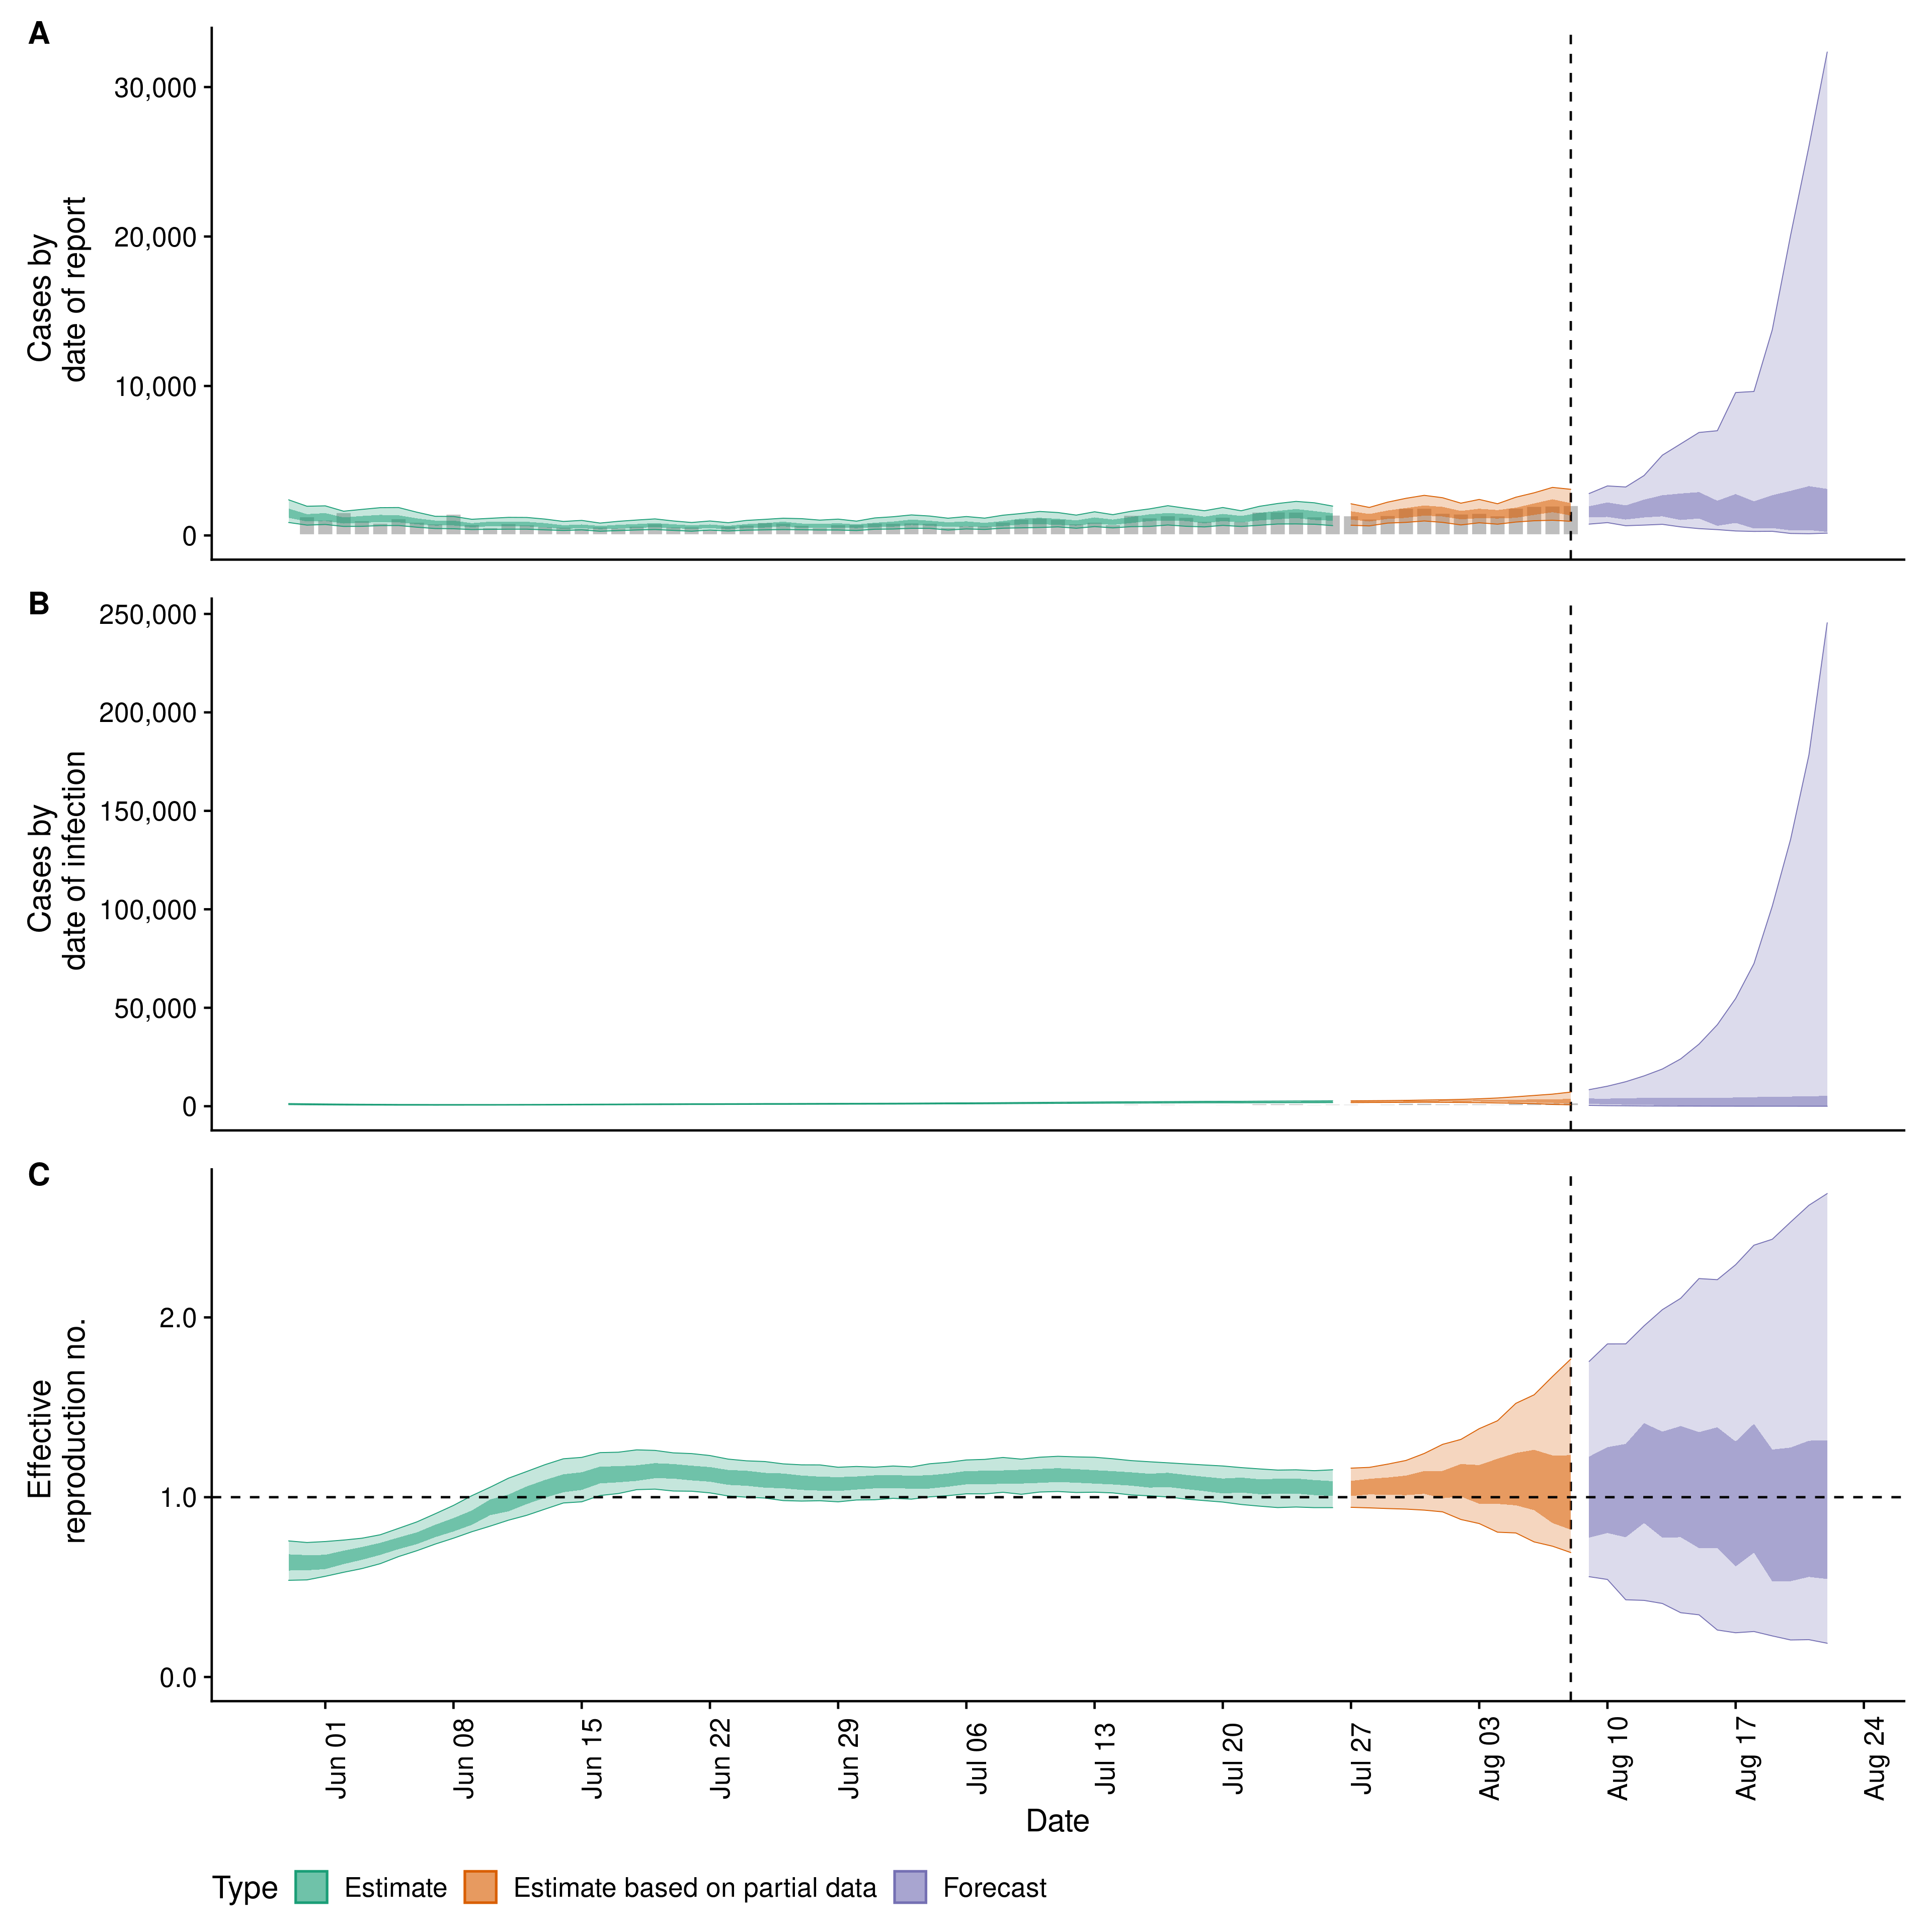 A
30,000
20,000
10,000
0
Cases by
date of report
B
250,000
200,000
150,000
100,000
50,000
0
Cases by
date of infection
C
2.0
1.0
0.0
Effective
reproduction no.
Jun 01
Jun 08
Jun 15
Jun 22
Jun 29
Jul 06
Jul 13
Jul 20
Jul 27
Aug 03
Aug 10
Aug 17
Aug 24
Date
Type Estimate Estimate based on partial data Forecast